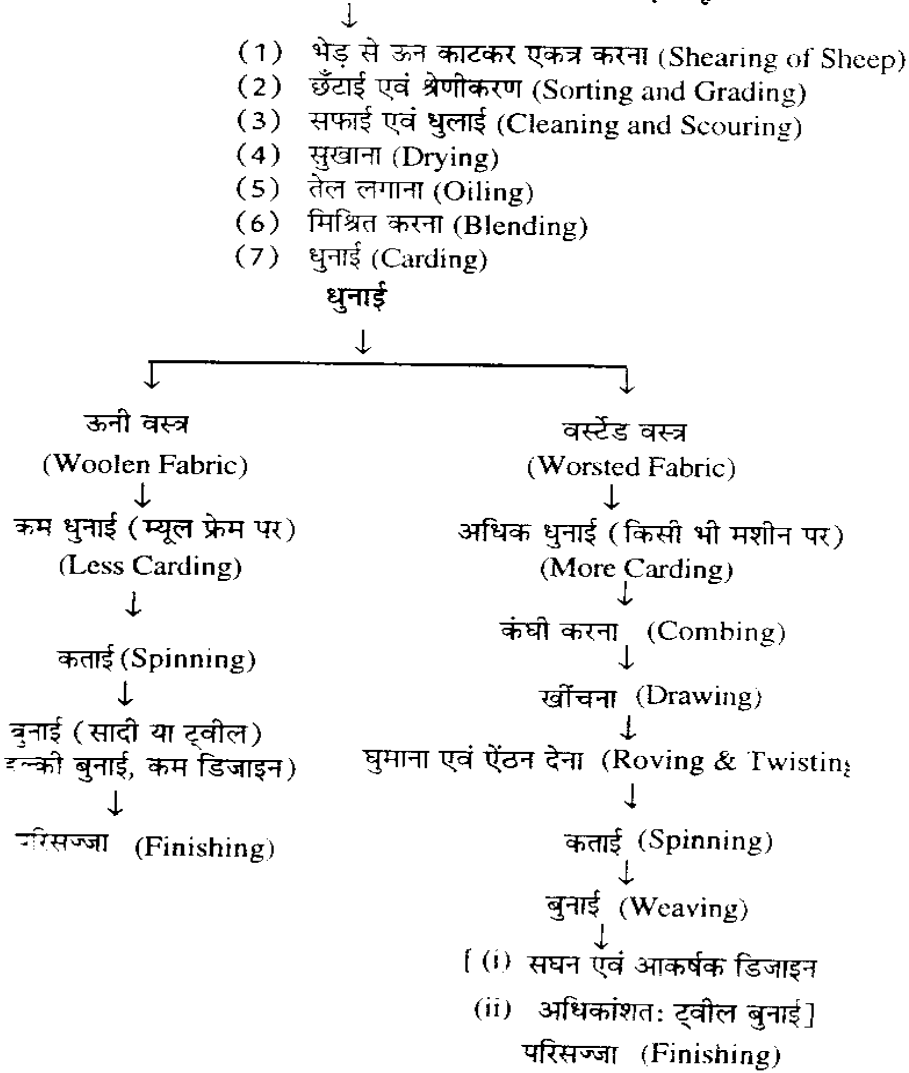 (1) भेड़ से ऊन काटकर एकत्र करना (Shearing of Sheep)
(2) छँटाई एवं श्रेणीकरण (Sorting and Grading)
(3) सफाई एवं धुलाई (Cleaning and Scouring)
(4) सुखाना (Drying)
(5) तेल लगाना (Oiling)
(6) मिश्रित करना (Blending)
(7) धुनाई (Carding)
धुनाई
ऊनी वस्त्र
(Woolen Fabric)
कम धुनाई (म्यूल फ्रेम पर)
(Less Carding)
कताई (Spinning)
बुनाई (सादी या ट्वील)
बुनाई, कम डिजाइन)
(Finishing)
वर्स्टेड वस्त्र
(Worsted Fabric)
अधिक धुनाई (किसी भी मशीन पर)
(More Carding)
कंघी करना (Combing)
खींचना (Drawing)
घुमाना एवं ऐंठन देना (Roving & Twisting
कताई (Spinning)
बुनाई (Weaving)
[ (i) सघन एवं आकर्षक डिजाइन
(ii) अधिकांशत: ट्वील बुनाई]
परिसज्जा (Finishing)